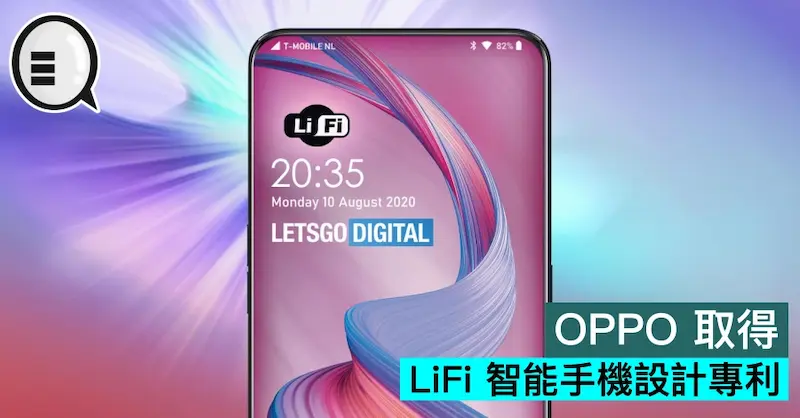 T-MOBILE NL
82%
LiFi
20:35
Monday 10 August 2020
LETSGO DIGITAL
OPPO 取得
LiFi 智能手機設計專利